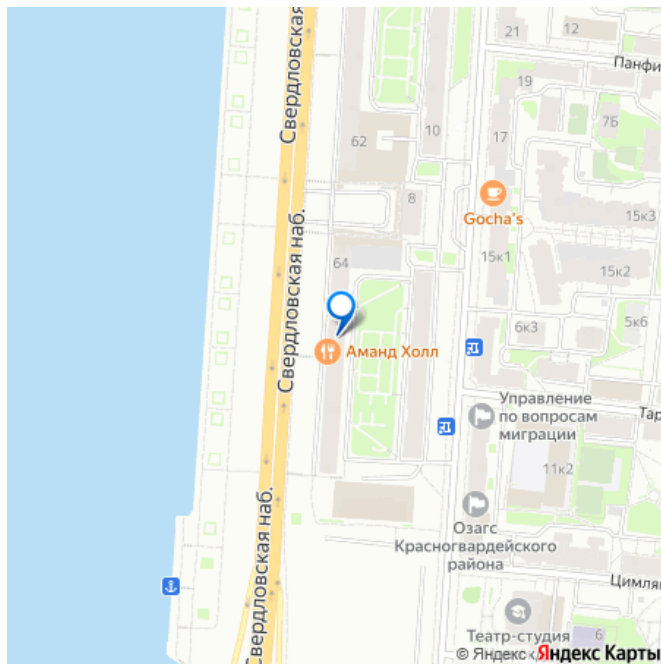 Свердловская
21
12
Панфи
19
7Б
62
10
17
8
Gocha's
15к3
Свердловская наб.
15к1
15к2
64
5к6
6к3
Аманд Холл
Управление
по вопросам
миграции
Тар
11к2
Свердловская наб.
Озагс
Красногвардейского
района
Цимля
Театр-студия
6
© Яндекс
Яндекс Карты